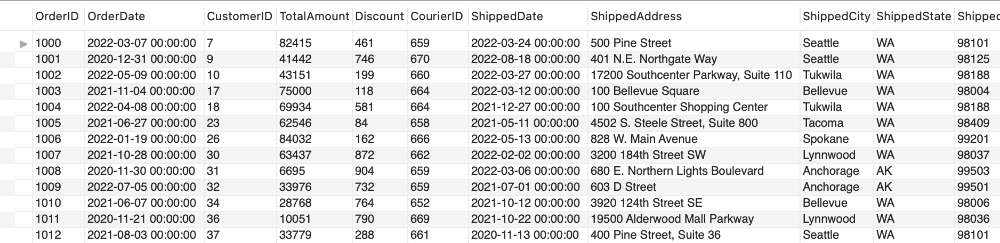 OrderID OrderDate CustomerID TotalAmount Discount CourierID ShippedDate ShippedAddress ShippedCity ShippedState Shipped
1000 2022-03-07 00:00:00 7 82415 461 659 2022-03-24 00:00:00 500 Pine Street Seattle WA 98101
1001 2020-12-31 00:00:00 9 41442 746 670 2022-08-18 00:00:00 401 N.E. Northgate Way Seattle WA 98125
1002 2022-05-09 00:00:00 10 43151 199 660 2022-03-27 00:00:00 17200 Southcenter Parkway, Suite 110 Tukwila WA 98188
1003 2021-11-04 00:00:00 17 75000 118 664 2022-03-12 00:00:00 100 Bellevue Square Bellevue WA 98004
1004 2022-04-08 00:00:00 18 69934 581 664 2021-12-27 00:00:00 100 Southcenter Shopping Center Tukwila WA 98188
1005 2021-06-27 00:00:00 23 62546 84 658 2021-05-11 00:00:00 4502 S. Steele Street, Suite 800 Tacoma WA 98409
1006 2022-01-19 00:00:00 26 84032 162 666 2022-05-13 00:00:00 828 W. Main Avenue Spokane WA 99201
1007 2021-10-28 00:00:00 30 63437 872 662 2022-02-02 00:00:00 3200 184th Street SW Lynnwood WA 98037
1008 2020-11-30 00:00:00 31 6695 904 659 2022-03-06 00:00:00 680 E. Northern Lights Boulevard Anchorage AK 99503
1009 2022-07-05 00:00:00 32 33976 732 659 2021-07-01 00:00:00 603 D Street Anchorage AK 99501
1010 2021-06-07 00:00:00 34 28768 764 652 2021-10-12 00:00:00 3920 124th Street SE Bellevue WA 98006
1011 2020-11-21 00:00:00 36 10051 790 669 2021-10-22 00:00:00 19500 Alderwood Mall Parkway Lynnwood WA 98036
1012 2021-08-03 00:00:00 37 33779 288 661 2020-11-13 00:00:00 400 Pine Street, Suite 36 Seattle WA 98101